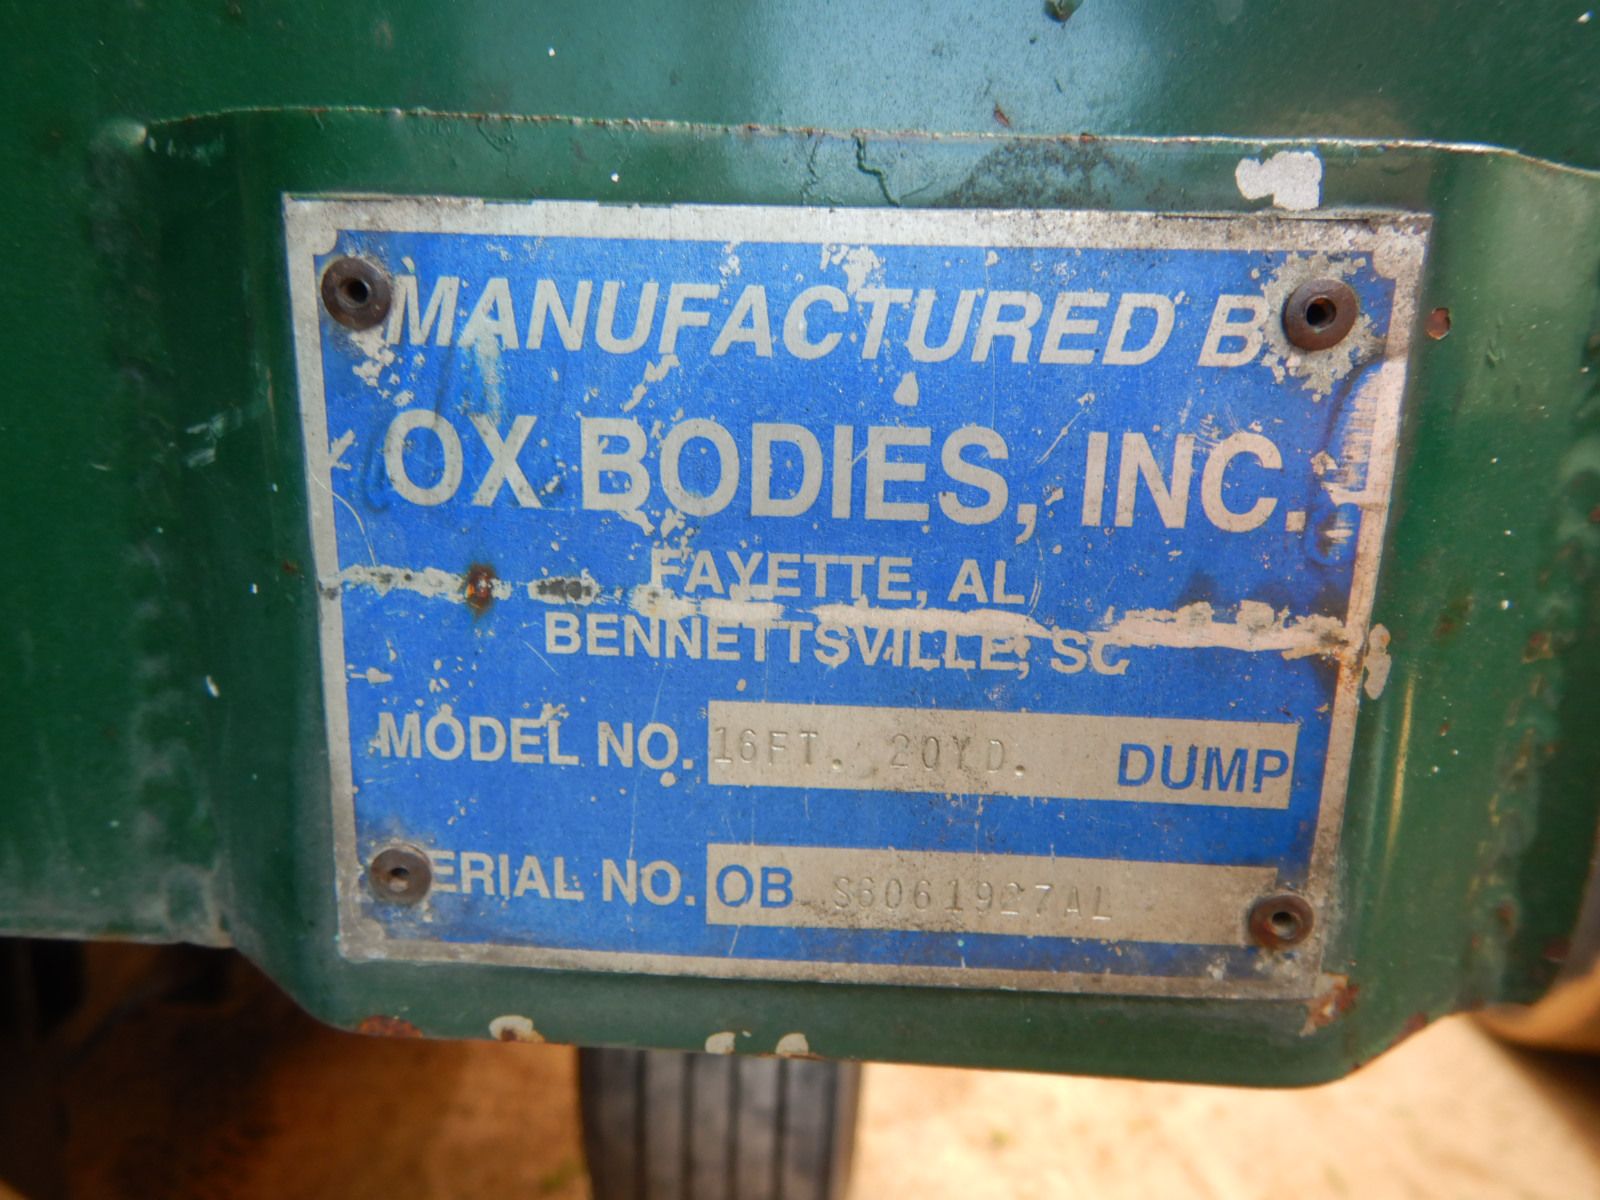 MANUFACTURED B
OX BODIES, INC.
FAYETTE, AL
BENNETTSVILLE, SC
MODEL NO. 16FT. 20YD. DUMP
ERIAL NO. OB S6061927AL